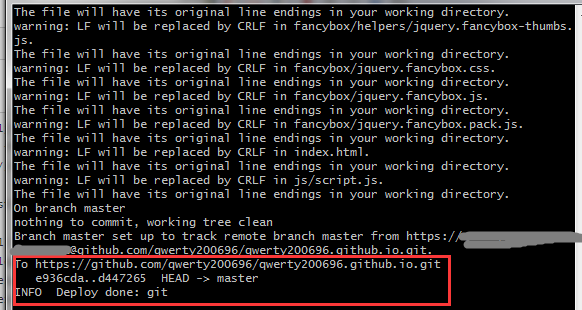 The file will have its original line endings in your working directory.
warning: LF will be replaced by CRLF in fancybox/helpers/jquery.fancybox-thumbs.
js.
The file will have its original line endings in your working directory.
warning: LF will be replaced by CRLF in fancybox/jquery.fancybox.css.
The file will have its original line endings in your working directory.
warning: LF will be replaced by CRLF in fancybox/jquery.fancybox.js.
The file will have its original line endings in your working directory.
warning: LF will be replaced by CRLF in fancybox/jquery.fancybox.pack.js.
The file will have its original line endings in your working directory.
warning: LF will be replaced by CRLF in index.html.
The file will have its original line endings in your working directory.
warning: LF will be replaced by CRLF in js/script.js.
The file will have its original line endings in your working directory.
On branch master
nothing to commit, working tree clean
Branch master set up to track remote branch master from https://
@github.com/qwerty200696/qwerty200696.github.io.git.
To https://github.com/qwerty200696/qwerty200696.github.io.git
e936cda..d447265  HEAD -> master
INFO  Deploy done: git